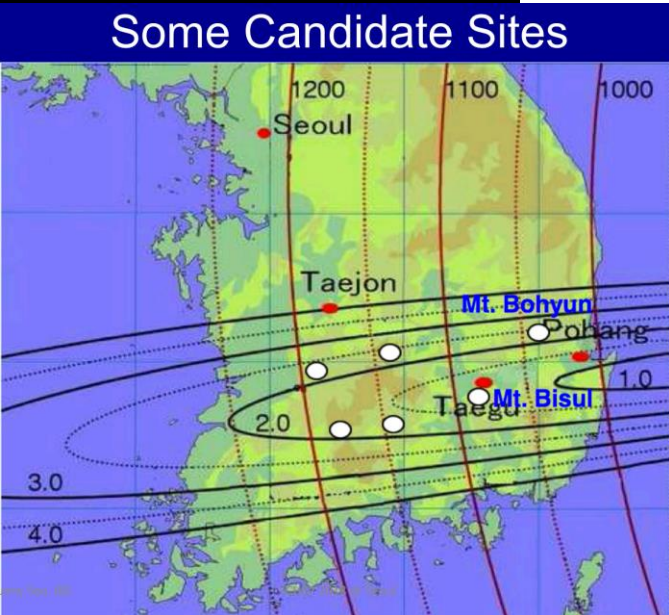 Some Candidate Sites
1200
1100
1000
Seoul
Taejon
Mt. Bohyun
Pohang
1.0
Mt. Bisul
Taegu
2.0
3.0
4.0